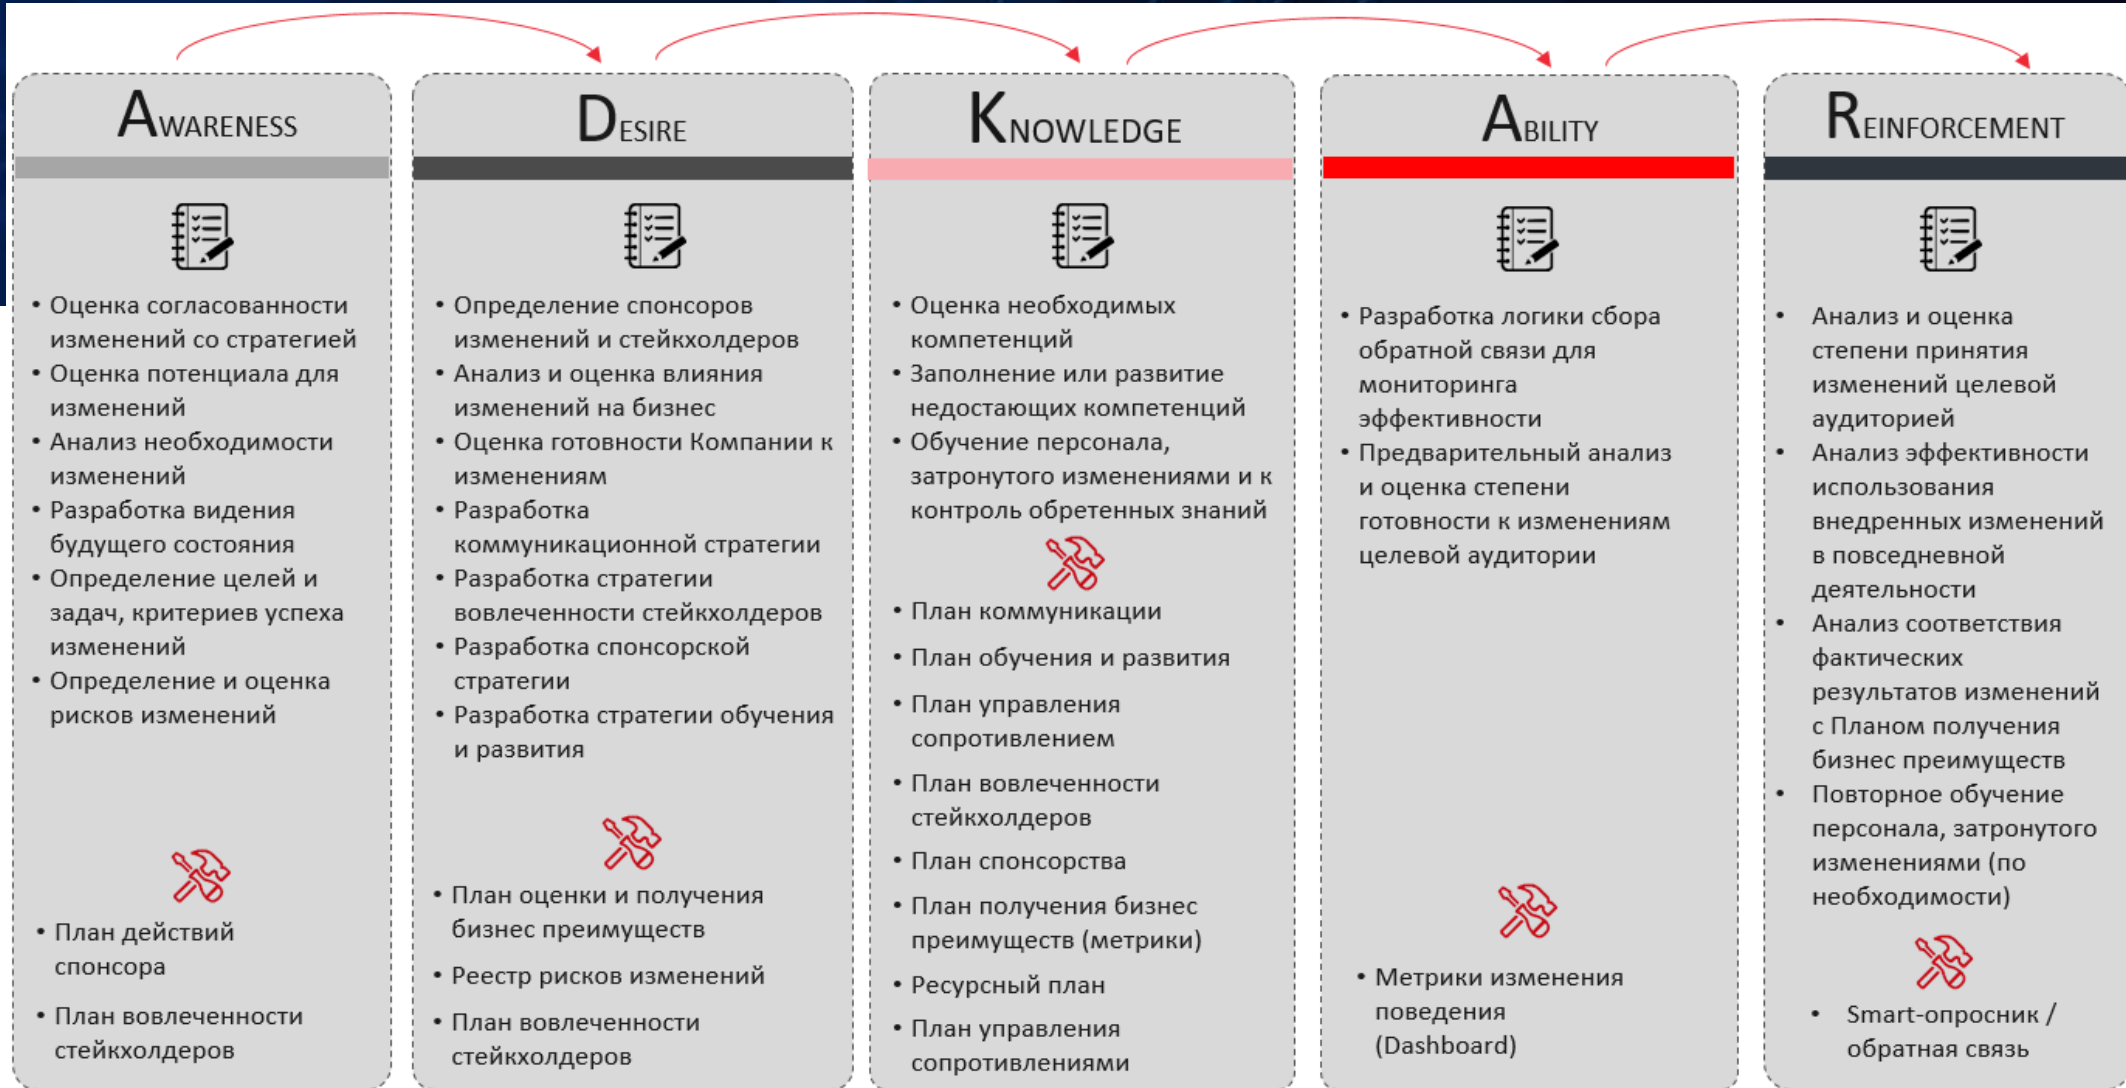 AWARENESS
• Оценка согласованности
изменений со стратегией
• Оценка потенциала для
изменений
• Анализ необходимости
изменений
• Разработка видения
будущего состояния
• Определение целей и
задач, критериев успеха
изменений
• Определение и оценка
рисков изменений
• План действий
спонсора
• План вовлеченности
стейкхолдеров
DESIRE
• Определение спонсоров
изменений и стейкхолдеров
• Анализ и оценка влияния
изменений на бизнес
• Оценка готовности Компании к
изменениям
• Разработка
коммуникационной стратегии
• Разработка стратегии
вовлеченности стейкхолдеров
• Разработка спонсорской
стратегии
• Разработка стратегии обучения
и развития
• План оценки и получения
бизнес преимуществ
• Реестр рисков изменений
• План вовлеченности
стейкхолдеров
KNOWLEDGE
• Оценка необходимых
компетенций
• Заполнение или развитие
недостающих компетенций
• Обучение персонала,
затронутого изменениями и к
контроль обретенных знаний
• План коммуникации
• План обучения и развития
• План управления
сопротивлением
• План вовлеченности
стейкхолдеров
• План спонсорства
• План получения бизнес
преимуществ (метрики)
• Ресурсный план
• План управления
сопротивлениями
ABILITY
• Разработка логики сбора
обратной связи для
мониторинга
эффективности
• Предварительный анализ
и оценка степени
готовности к изменениям
целевой аудитории
• Метрики изменения
поведения
(Dashboard)
REINFORCEMENT
• Анализ и оценка
степени принятия
изменений целевой
аудиторией
• Анализ эффективности
использования
внедренных изменений
в повседневной
деятельности
• Анализ соответствия
фактических
результатов изменений
с Планом получения
бизнес преимуществ
• Повторное обучение
персонала, затронутого
изменениями (по
необходимости)
• Smart-опросник /
обратная связь